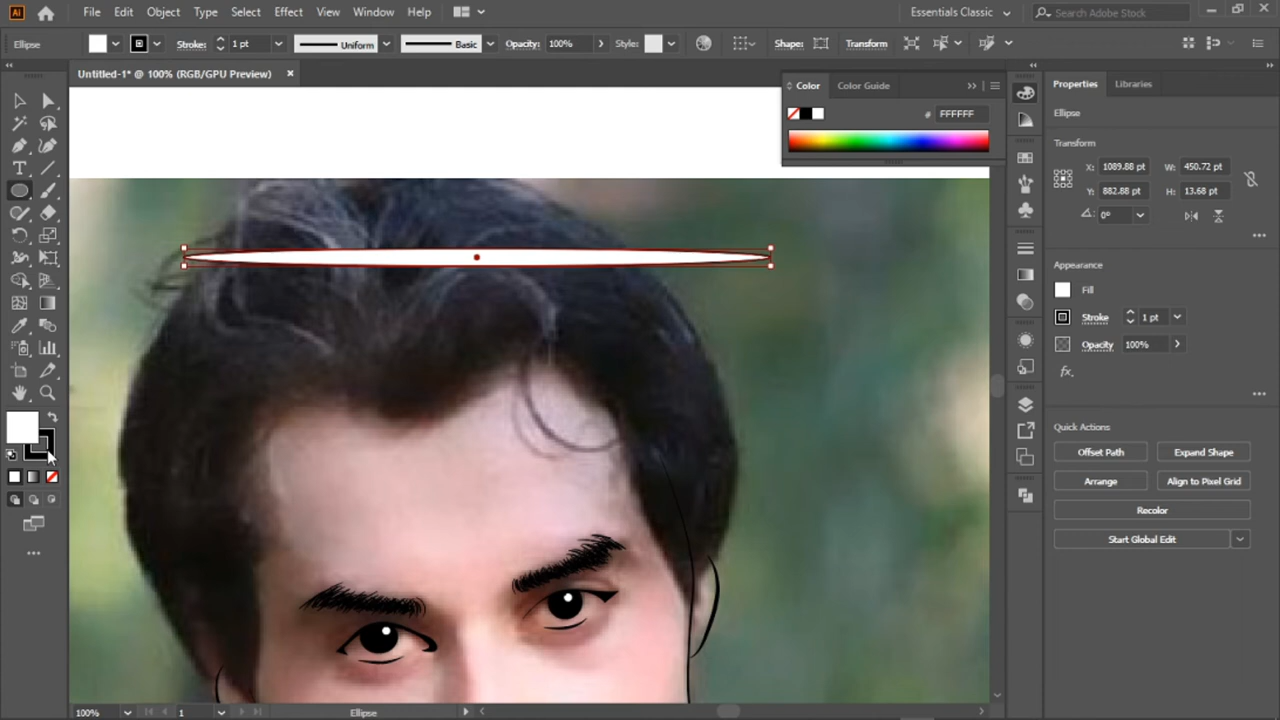 Ai File Edit Object Type Select Effect View Window Help Essentials Classic Search Adobe Stock
Ellipse Stroke: 1 pt Uniform Basic Opacity: 100% Style: Shape: Transform
Untitled-1* @ 100% (RGB/GPU Preview) ×
Color Color Guide
# FFFFFF
Properties Libraries
Ellipse
Transform
X: 1089.88 pt W: 450.72 pt
Y: 882.88 pt H: 13.68 pt
0°
Appearance
Fill
Stroke 1 pt
Opacity 100%
fx.
Quick Actions
Offset Path Expand Shape
Arrange Align to Pixel Grid
Recolor
Start Global Edit
T
100% 1 Ellipse